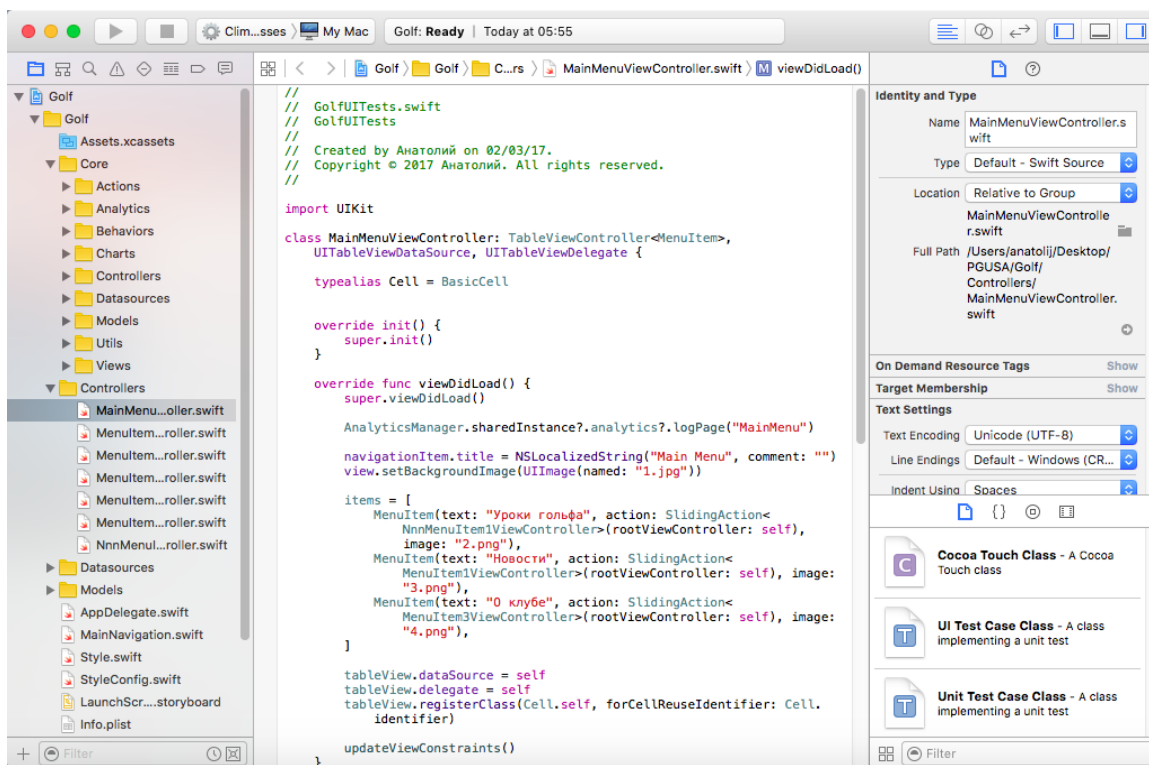 Clim...sses
My Mac
Golf: Ready | Today at 05:55
Golf
Golf
C...rs
MainMenuViewController.swift
M viewDidLoad()
Golf
Golf
Assets.xcassets
Core
Actions
Analytics
Behaviors
Charts
Controllers
Datasources
Models
Utils
Views
Controllers
MainMenu...oller.swift
MenuItem...roller.swift
MenuItem...roller.swift
MenuItem...roller.swift
MenuItem...roller.swift
MenuItem...roller.swift
NnnMenuI...roller.swift
Datasources
Models
AppDelegate.swift
MainNavigation.swift
Style.swift
StyleConfig.swift
LaunchScr....storyboard
Info.plist
Filter
//
// GolfUITests.swift
// GolfUITests
//
// Created by Анатолий on 02/03/17.
// Copyright © 2017 Анатолий. All rights reserved.
//
import UIKit
class MainMenuViewController: TableViewController<MenuItem>,
UITableViewDataSource, UITableViewDelegate {
typealias Cell = BasicCell
override init() {
super.init()
}
override func viewDidLoad() {
super.viewDidLoad()
AnalyticsManager.sharedInstance?.analytics?.logPage("MainMenu")
navigationItem.title = NSLocalizedString("Main Menu", comment: "")
view.setBackgroundImage(UIImage(named: "1.jpg"))
items = [
MenuItem(text: "Уроки гольфа", action: SlidingAction<
NnnMenuItem1ViewController>(rootViewController: self),
image: "2.png"),
MenuItem(text: "Новости", action: SlidingAction<
MenuItem1ViewController>(rootViewController: self), image:
"3.png"),
MenuItem(text: "О клубе", action: SlidingAction<
MenuItem3ViewController>(rootViewController: self), image:
"4.png"),
]
tableView.dataSource = self
tableView.delegate = self
tableView.registerClass(Cell.self, forCellReuseIdentifier: Cell.
identifier)
updateViewConstraints()
}
Identity and Type
Name MainMenuViewController.s
wift
Type Default - Swift Source
Location Relative to Group
MainMenuViewControlle
r.swift
Full Path /Users/anatolij/Desktop/
PGUSA/Golf/
Controllers/
MainMenuViewController.
swift
On Demand Resource Tags Show
Target Membership Show
Text Settings
Text Encoding Unicode (UTF-8)
Line Endings Default - Windows (CR...
Indent Using Spaces
{}
C
Cocoa Touch Class - A Cocoa
Touch class
T
UI Test Case Class - A class
implementing a unit test
T
Unit Test Case Class - A class
implementing a unit test
Filter